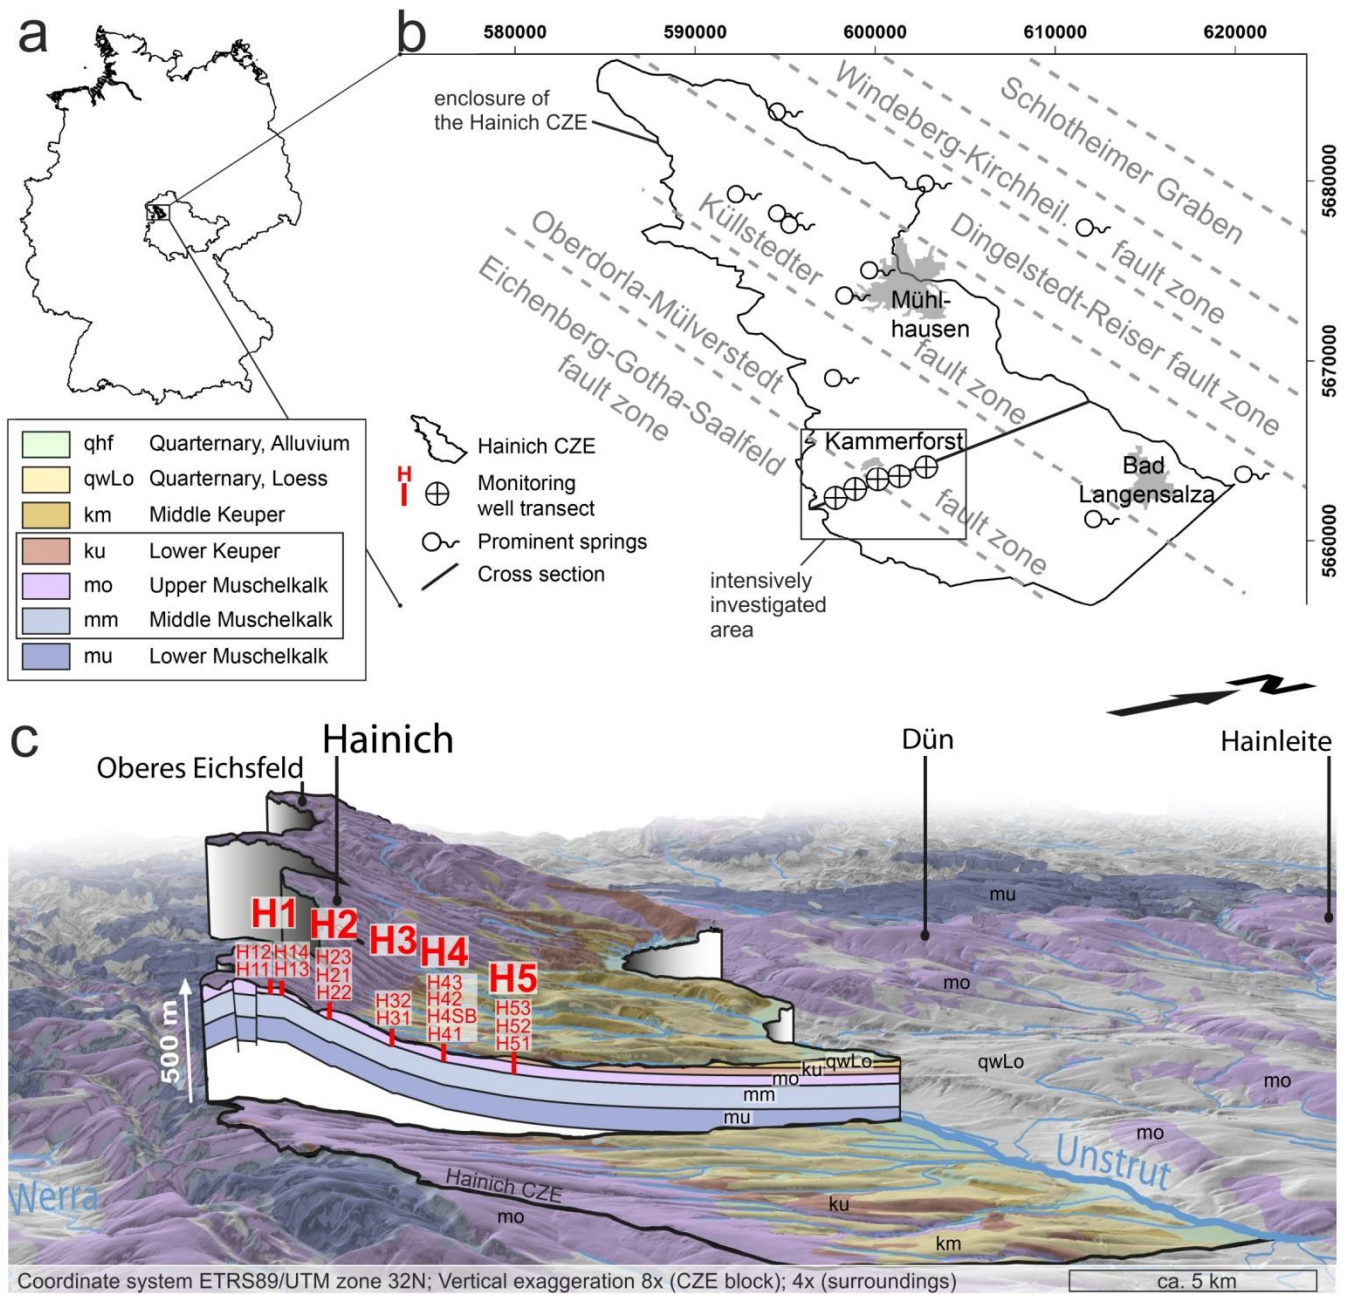 a
b
580000
590000
600000
610000
620000
5680000
5670000
5660000
enclosure of
the Hainich CZE
Schlotheimer Graben
Windeberg-Kirchheil. fault zone
Dingelstedt-Reiser fault zone
Küllstedter fault zone
Oberdorla-Mülverstedt fault zone
Eichenberg-Gotha-Saalfeld
fault zone
Mühl-
hausen
Kammerforst
Bad
Langensalza
intensively
investigated
area
qhf Quarternary, Alluvium
qwLo Quarternary, Loess
km Middle Keuper
ku Lower Keuper
mo Upper Muschelkalk
mm Middle Muschelkalk
mu Lower Muschelkalk
Hainich CZE
H
Monitoring
well transect
Prominent springs
Cross section
c
Hainich
Oberes Eichsfeld
Dün
Hainleite
H1
H12 H14
H11 H13
H2
H23
H21
H22
H3
H32
H31
H4
H43
H42
H4SB
H41
H5
H53
H52
H51
500 m
mu
mo
qwLo
mo
mo
ku
qwLo
mo
mm
mu
Unstrut
Werra
Hainich CZE
mo
ku
km
Coordinate system ETRS89/UTM zone 32N; Vertical exaggeration 8x (CZE block); 4x (surroundings)
ca. 5 km